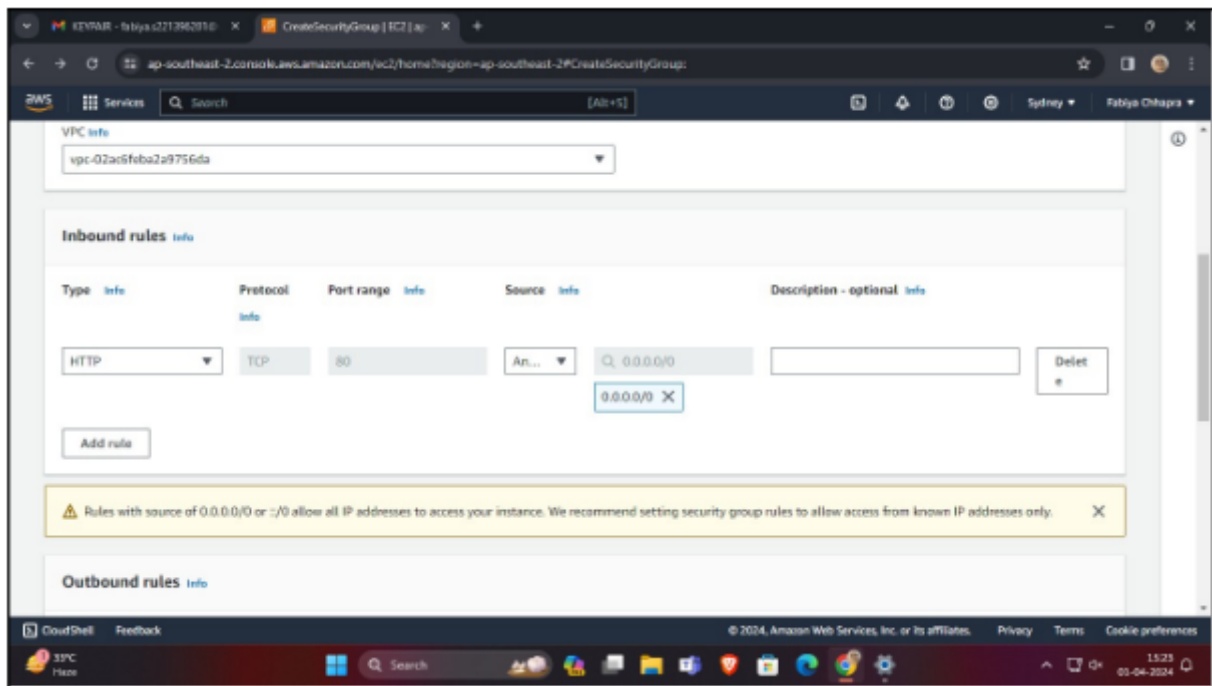 CreateSecurityGroup | EC2 | ap-
ap-southeast-2.console.aws.amazon.com/ec2/home?region=ap-southeast-2#CreateSecurityGroup:
aws Services Search [Alt+S] Sydney Fabiya Chhapra
VPC Info
Inbound rules Info
Type Info Protocol Port range Info Source Info Description - optional Info
Info
HTTP TCP 80 An... 0.0.0.0/0 Delet
e
0.0.0.0/0
Add rule
Rules with source of 0.0.0.0/0 or ::/0 allow all IP addresses to access your instance. We recommend setting security group rules to allow access from known IP addresses only.
Outbound rules Info
CloudShell Feedback © 2024, Amazon Web Services, Inc. or its affiliates. Privacy Terms Cookie preferences
33°C Search 15:23
Haze 01-04-2024